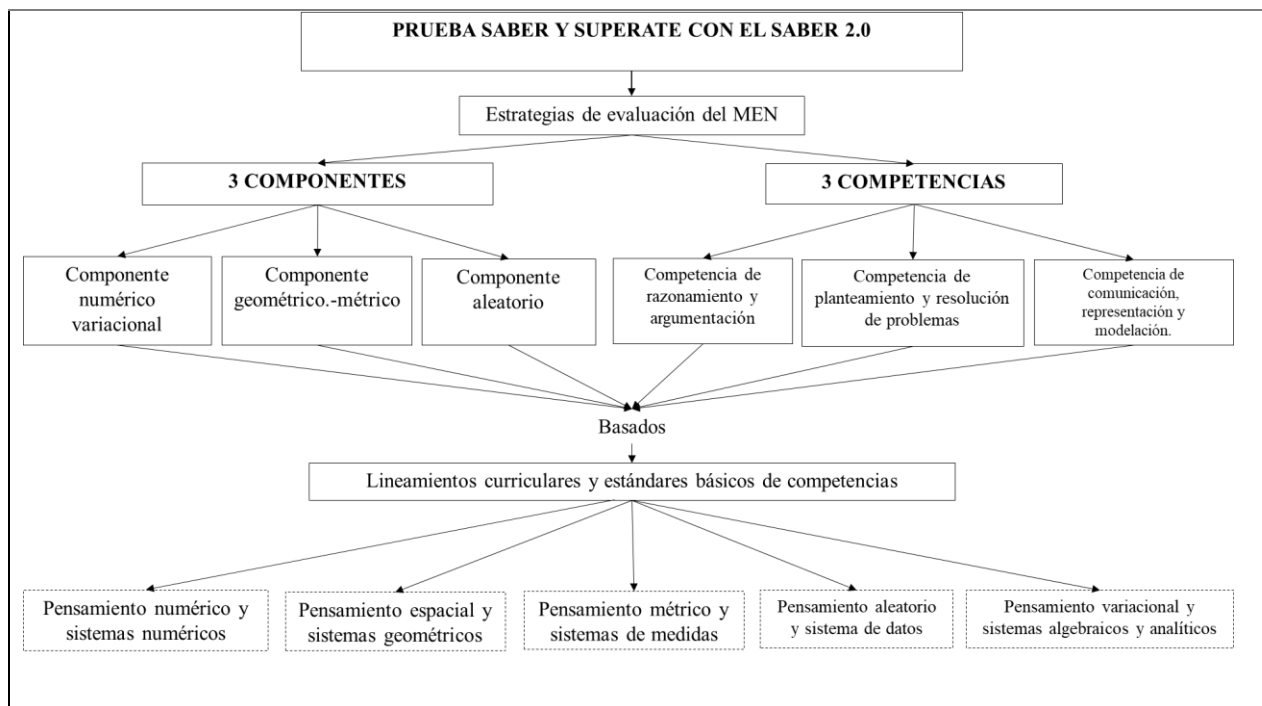 PRUEBA SABER Y SUPERATE CON EL SABER 2.0
Estrategias de evaluación del MEN
3 COMPONENTES
3 COMPETENCIAS
Componente
numérico
variacional
Componente
geométrico.-métrico
Componente
aleatorio
Competencia de
razonamiento y
argumentación
Competencia de
planteamiento y resolución
de problemas
Competencia de
comunicación,
representación y
modelación.
Basados
Lineamientos curriculares y estándares básicos de competencias
Pensamiento numérico y
sistemas numéricos
Pensamiento espacial y
sistemas geométricos
Pensamiento métrico y
sistemas de medidas
Pensamiento aleatorio
y sistema de datos
Pensamiento variacional y
sistemas algebraicos y analíticos